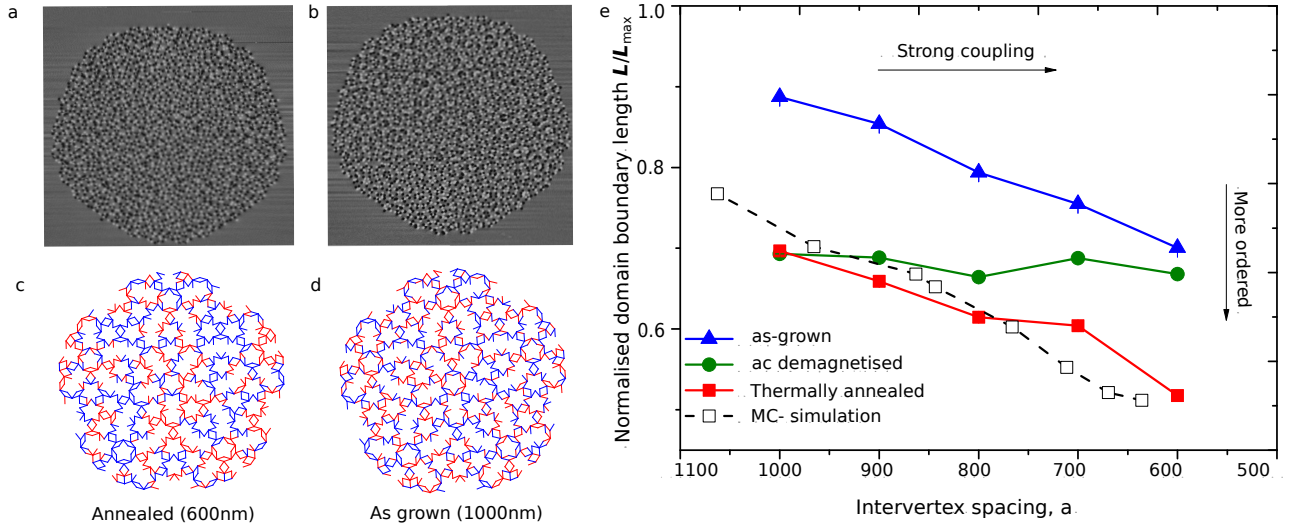 a
b
c
d
Annealed (600nm)
As grown (1000nm)
e
Normalised domain boundary length L/Lmax
1.0
0.8
0.6
Strong coupling
More ordered
as-grown
ac demagnetised
Thermally annealed
MC- simulation
1100 1000 900 800 700 600 500
Intervertex spacing, a